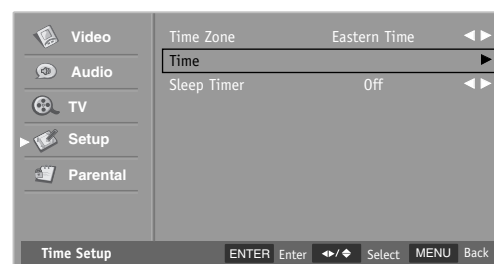 Video
Audio
TV
Setup
Parental
Time Zone Eastern Time
Time
Sleep Timer Off
Time Setup ENTER Enter / Select MENU Back